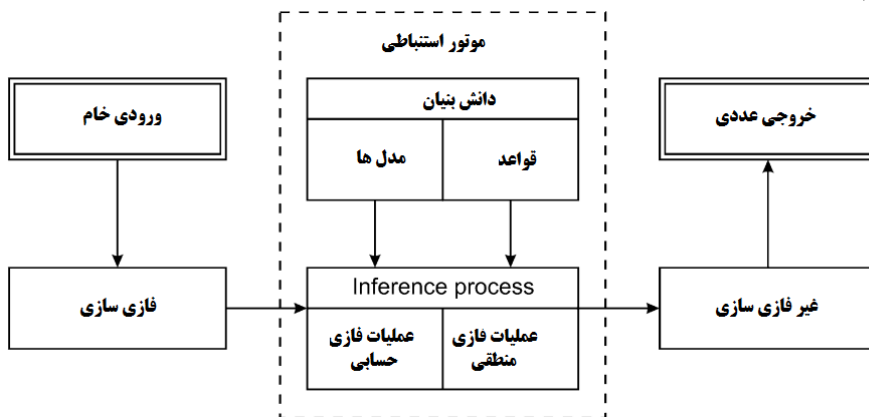 موتور استنباطی
ورودی خام
دانش بنیان
مدل ها
قواعد
خروجی عددی
فازی سازی
Inference process
عملیات فازی
حسابی
عملیات فازی
منطقی
غیر فازی سازی